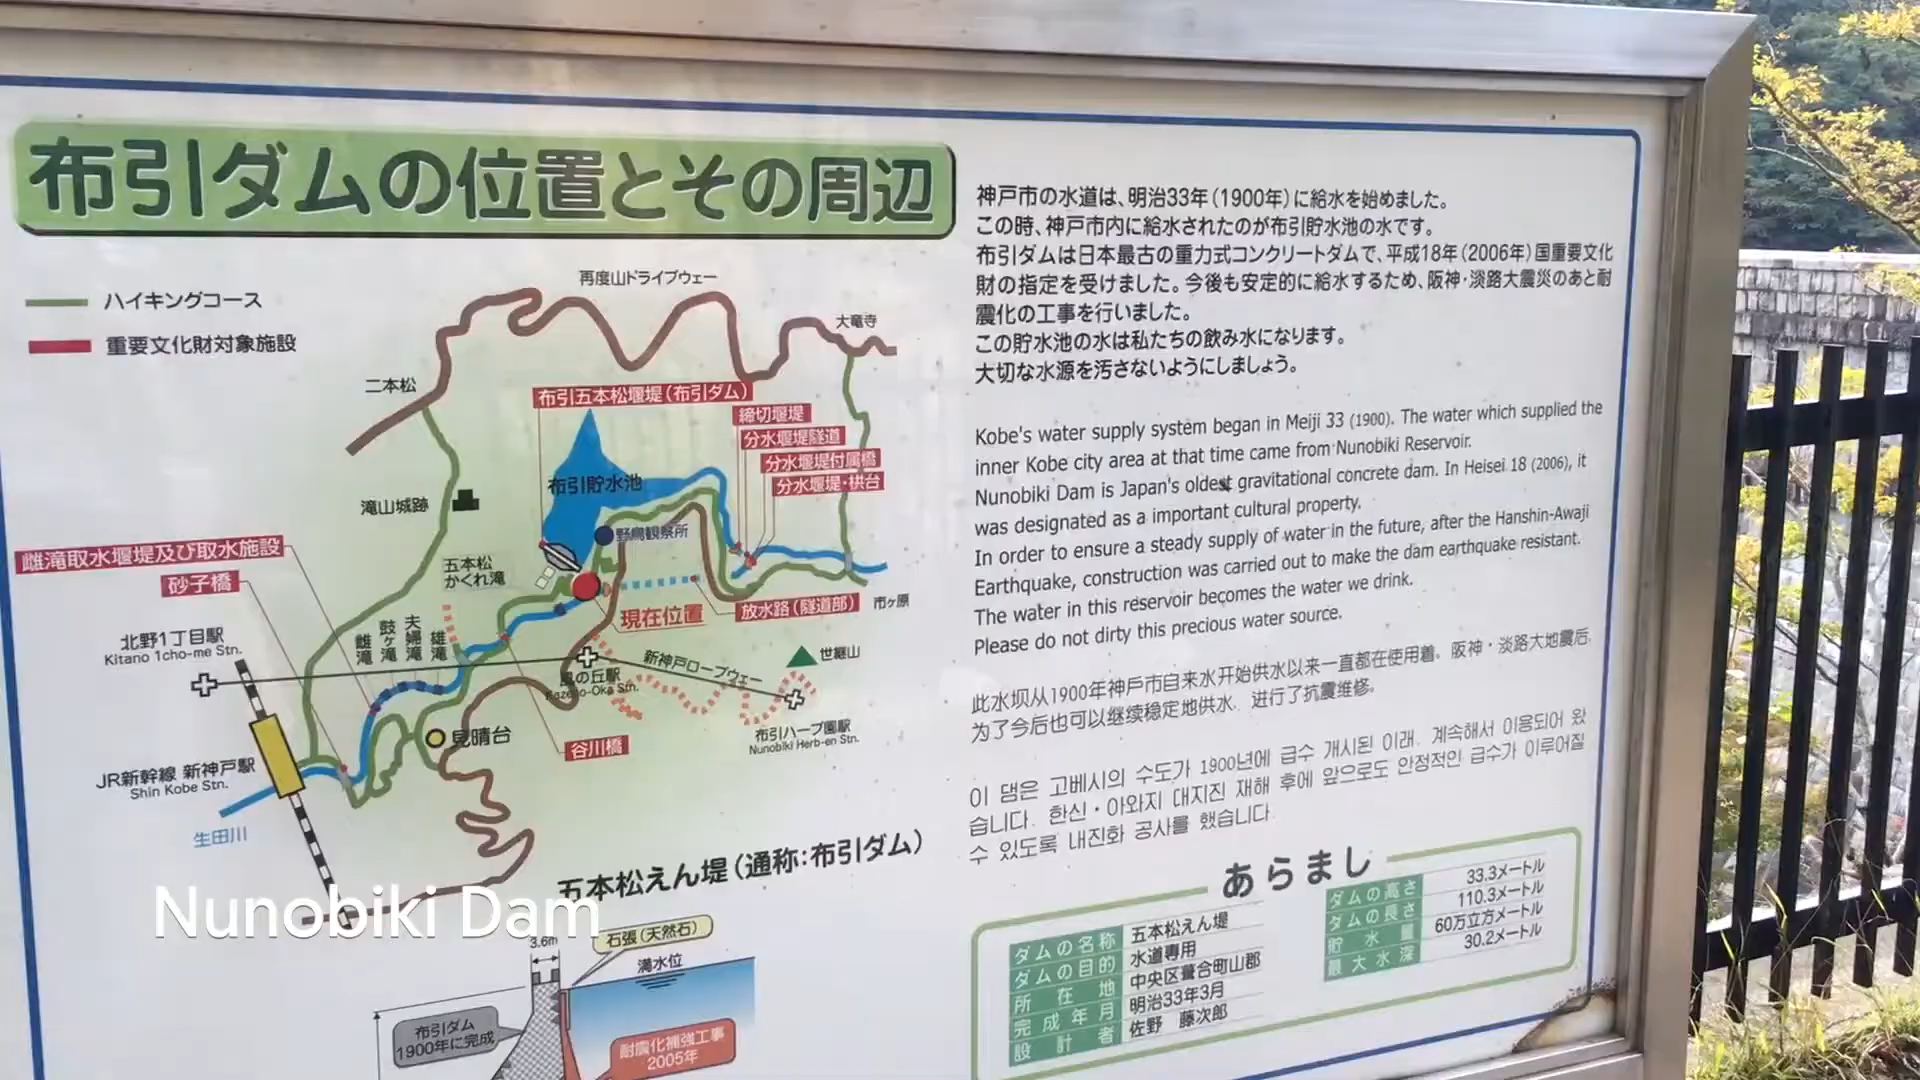 布引ダムの位置とその周辺
ハイキングコース
重要文化財対象施設
再度山ドライブウェー
大竜寺
二本松
布引五本松堰堤(布引ダム)
締切堰堤
分水堰堤隧道
分水堰堤付属橋
分水堰堤・拱台
布引貯水池
滝山城跡
野鳥観察所
雌滝取水堰堤及び取水施設
砂子橋
五本松
かくれ滝
現在位置
放水路(隧道部)
市ヶ原
北野1丁目駅
Kitano 1cho-me Stn.
雌滝
鼓ヶ滝
夫婦滝
雄滝
風の丘駅
Kazeno-Oka Stn.
新神戸ロープウェー
世継山
布引ハーブ園駅
Nunobiki Herb-en Stn.
見晴台
谷川橋
JR新幹線 新神戸駅
Shin Kobe Stn.
生田川
五本松えん堤(通称:布引ダム)
Nunobiki Dam
3.6m
石張(天然石)
満水位
布引ダム
1900年に完成
耐震化補強工事
2005年
神戸市の水道は、明治33年(1900年)に給水を始めました。
この時、神戸市内に給水されたのが布引貯水池の水です。
布引ダムは日本最古の重力式コンクリートダムで、平成18年(2006年)国重要文化
財の指定を受けました。今後も安定的に給水するため、阪神・淡路大震災のあと耐
震化の工事を行いました。
この貯水池の水は私たちの飲み水になります。
大切な水源を汚さないようにしましょう。
Kobe's water supply system began in Meiji 33 (1900). The water which supplied the
inner Kobe city area at that time came from Nunobiki Reservoir.
Nunobiki Dam is Japan's oldest gravitational concrete dam. In Heisei 18 (2006), it
was designated as a important cultural property.
In order to ensure a steady supply of water in the future, after the Hanshin-Awaji
Earthquake, construction was carried out to make the dam earthquake resistant.
The water in this reservoir becomes the water we drink.
Please do not dirty this precious water source.
此水坝从1900年神戸市自来水开始供水以来一直都在使用着。阪神・淡路大地震后,
为了今后也可以继续稳定地供水，进行了抗震维修。
이 댐은 고베시의 수도가 1900년에 급수 개시된 이래, 계속해서 이용되어 왔
습니다. 한신・아와지 대지진 재해 후에 앞으로도 안정적인 급수가 이루어질
수 있도록 내진화 공사를 했습니다.
あらまし
ダムの名称 五本松えん堤
ダムの目的 水道専用
所在地 中央区葺合町山郡
完成年月 明治33年3月
設計者 佐野 藤次郎
ダムの高さ 33.3メートル
ダムの長さ 110.3メートル
貯水量 60万立方メートル
最大水深 30.2メートル